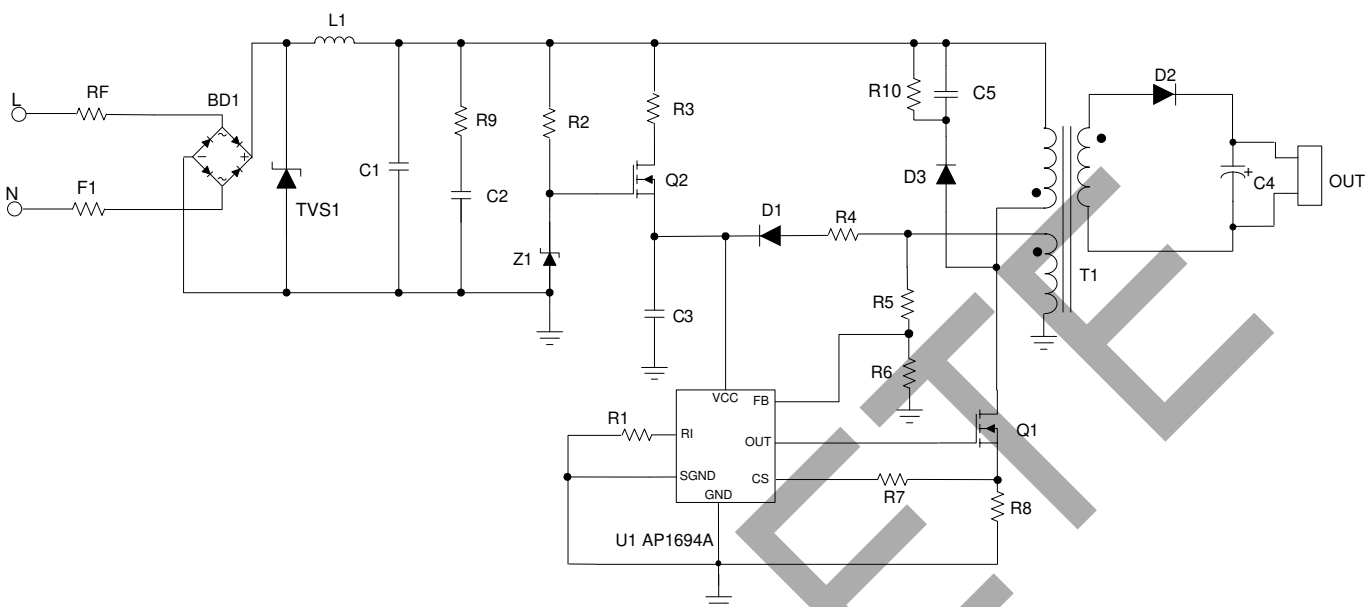 L1
RF
L
BD1
D2
R10
C5
R9
R2
R3
C1
Q2
C2
D3
C4
OUT
N
F1
TVS1
D1
R4
Z1
T1
R5
C3
R6
VCC
FB
R1
RI
OUT
Q1
SGND
CS
GND
R7
R8
U1 AP1694A
ETE